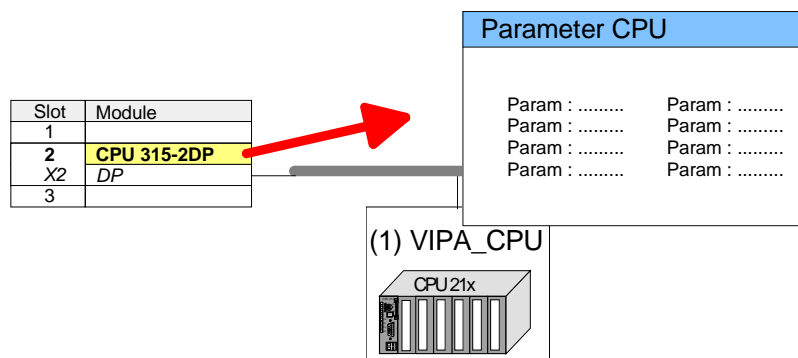 Parameter CPU
Param : ......... Param : .........
Param : ......... Param : .........
Param : ......... Param : .........
Param : ......... Param : .........
Slot Module
1
2 CPU 315-2DP
X2 DP
3
(1) VIPA_CPU
CPU 21x